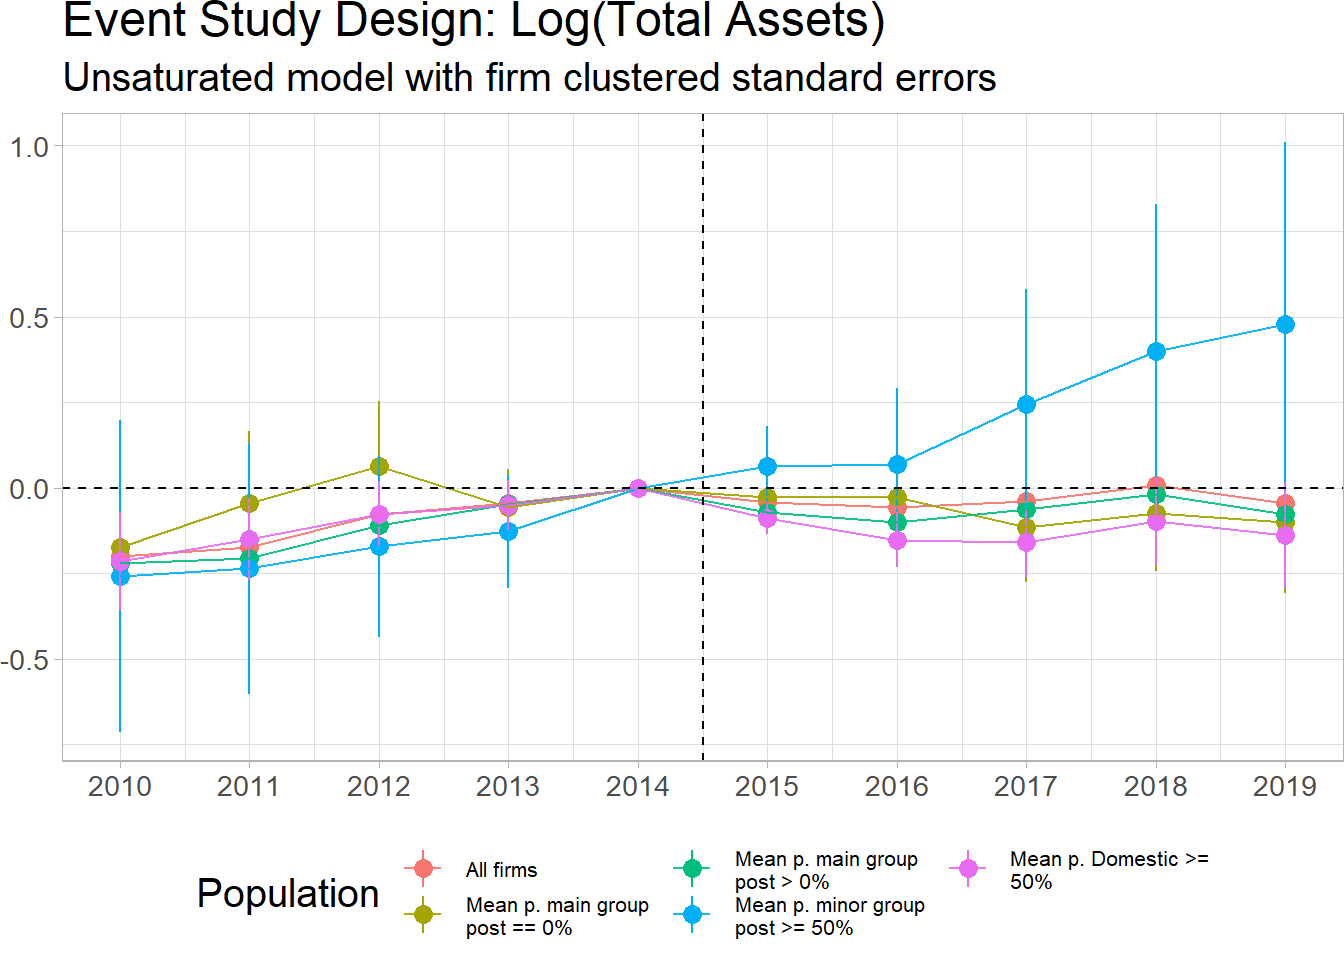 Event Study Design: Log(Total Assets)
Unsaturated model with firm clustered standard errors
1.0
0.5
0.0
-0.5
2010 2011 2012 2013 2014 2015 2016 2017 2018 2019
Population
All firms
Mean p. main group
post == 0%
Mean p. main group
post > 0%
Mean p. minor group
post >= 50%
Mean p. Domestic >=
50%